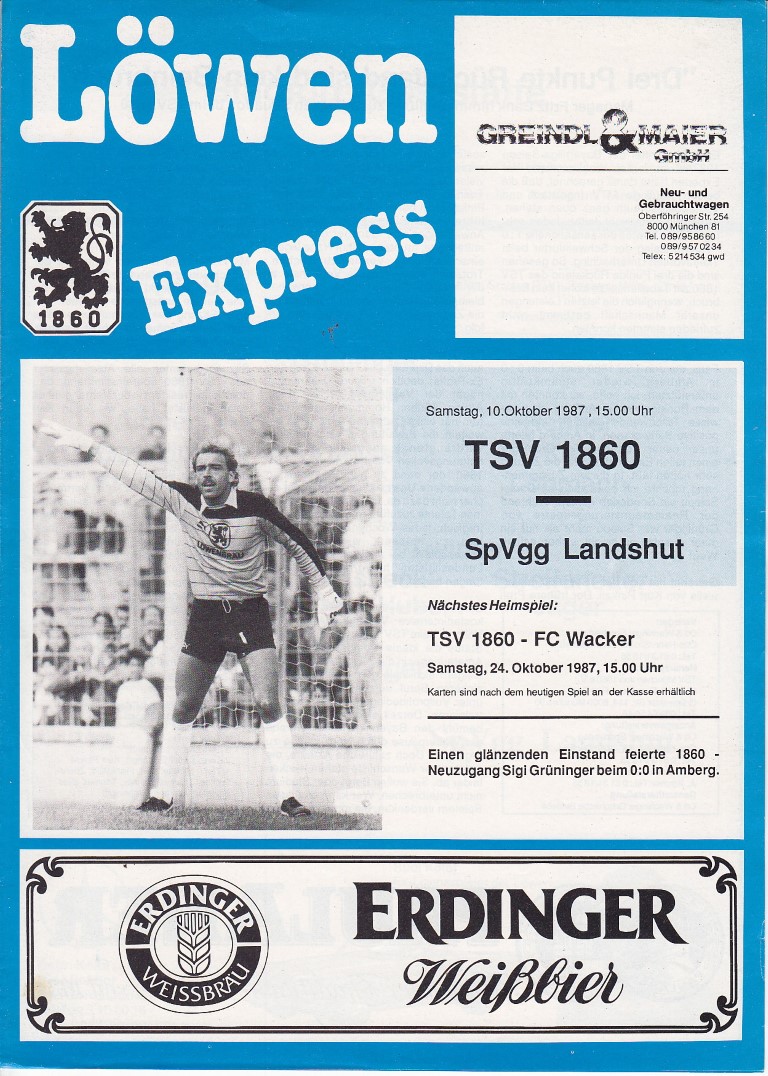 Löwen
Express
1860
GREINDL & MAIER
GmbH
Neu- und
Gebrauchtwagen
Oberföhringer Str. 254
8000 München 81
Tel. 089/958660
089/9570234
Telex: 5214534 gwd
Samstag, 10.Oktober 1987, 15.00 Uhr
TSV 1860
—
SpVgg Landshut
Nächstes Heimspiel:
TSV 1860 - FC Wacker
Samstag, 24. Oktober 1987, 15.00 Uhr
Karten sind nach dem heutigen Spiel an der Kasse erhältlich
Einen glänzenden Einstand feierte 1860 -
Neuzugang Sigi Grüninger beim 0:0 in Amberg.
LÖWENBRÄU
1
ERDINGER
WEISSBRÄU
ERDINGER
Weißbier